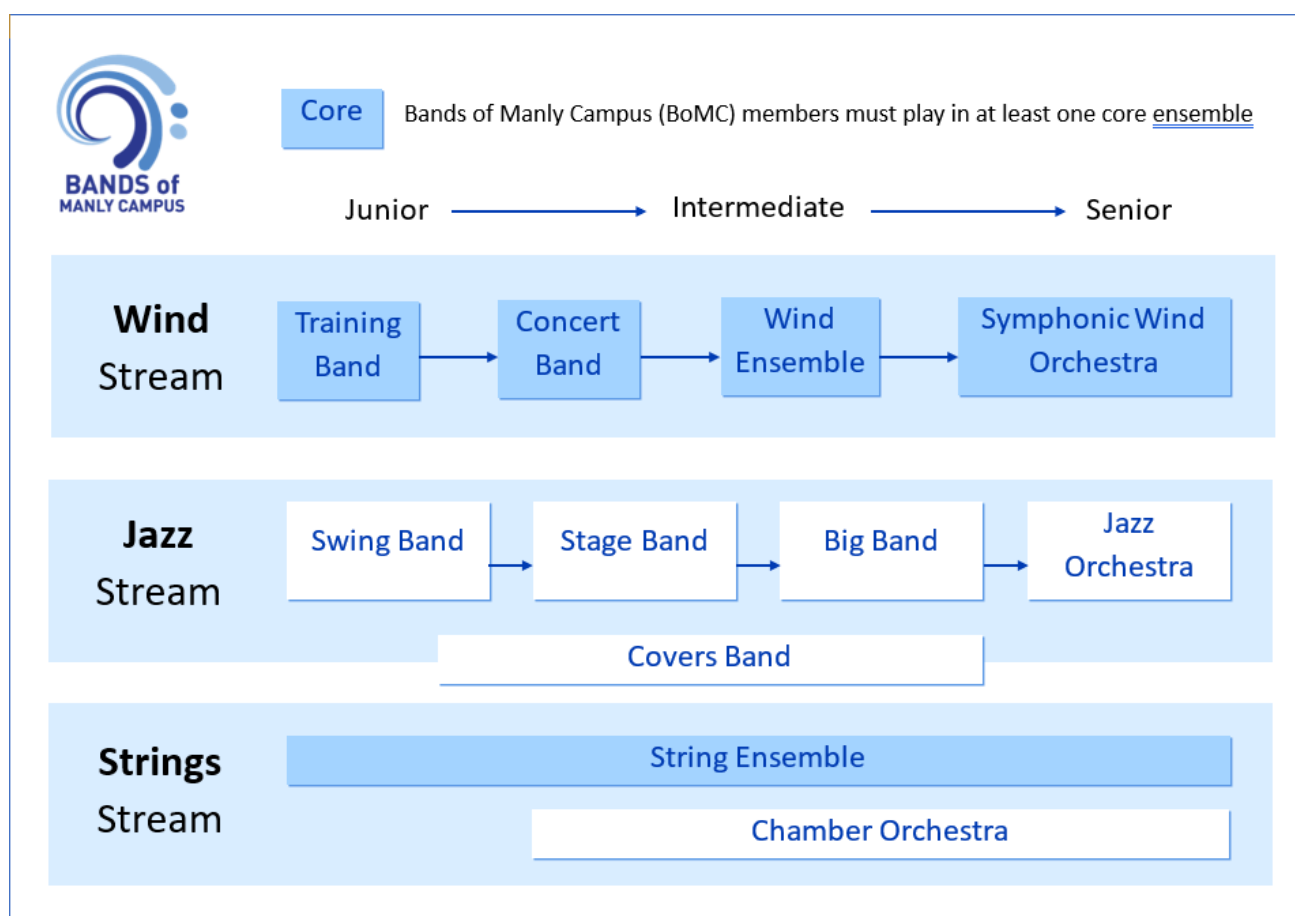 BANDS of
MANLY CAMPUS
Core
Bands of Manly Campus (BoMC) members must play in at least one core ensemble
Junior
Intermediate
Senior
Wind
Stream
Training
Band
Concert
Band
Wind
Ensemble
Symphonic Wind
Orchestra
Jazz
Stream
Swing Band
Stage Band
Big Band
Jazz
Orchestra
Covers Band
Strings
Stream
String Ensemble
Chamber Orchestra